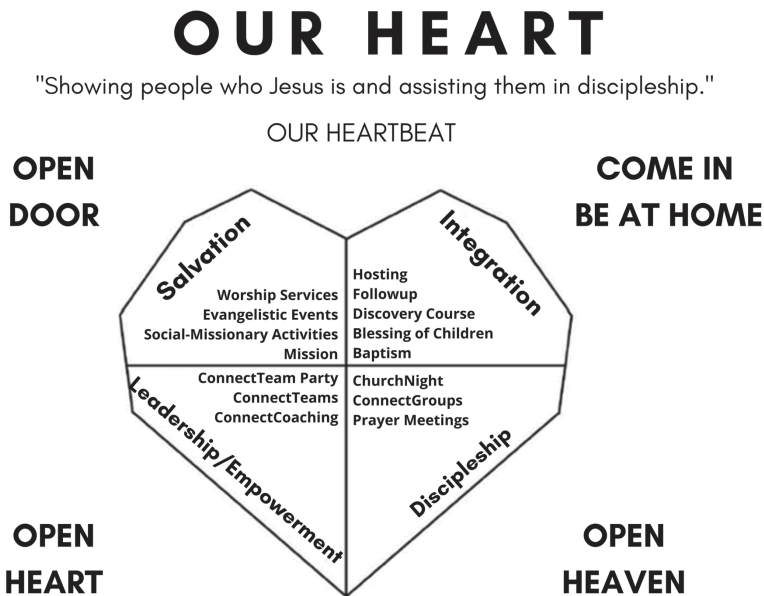 OUR HEART
"Showing people who Jesus is and assisting them in discipleship."
OUR HEARTBEAT
OPEN
DOOR
COME IN
BE AT HOME
Salvation
Worship Services
Evangelistic Events
Social-Missionary Activities
Mission
Integration
Hosting
Followup
Discovery Course
Blessing of Children
Baptism
Leadership/Empowerment
ConnectTeam Party
ConnectTeams
ConnectCoaching
ChurchNight
ConnectGroups
Prayer Meetings
Discipleship
OPEN
HEART
OPEN
HEAVEN